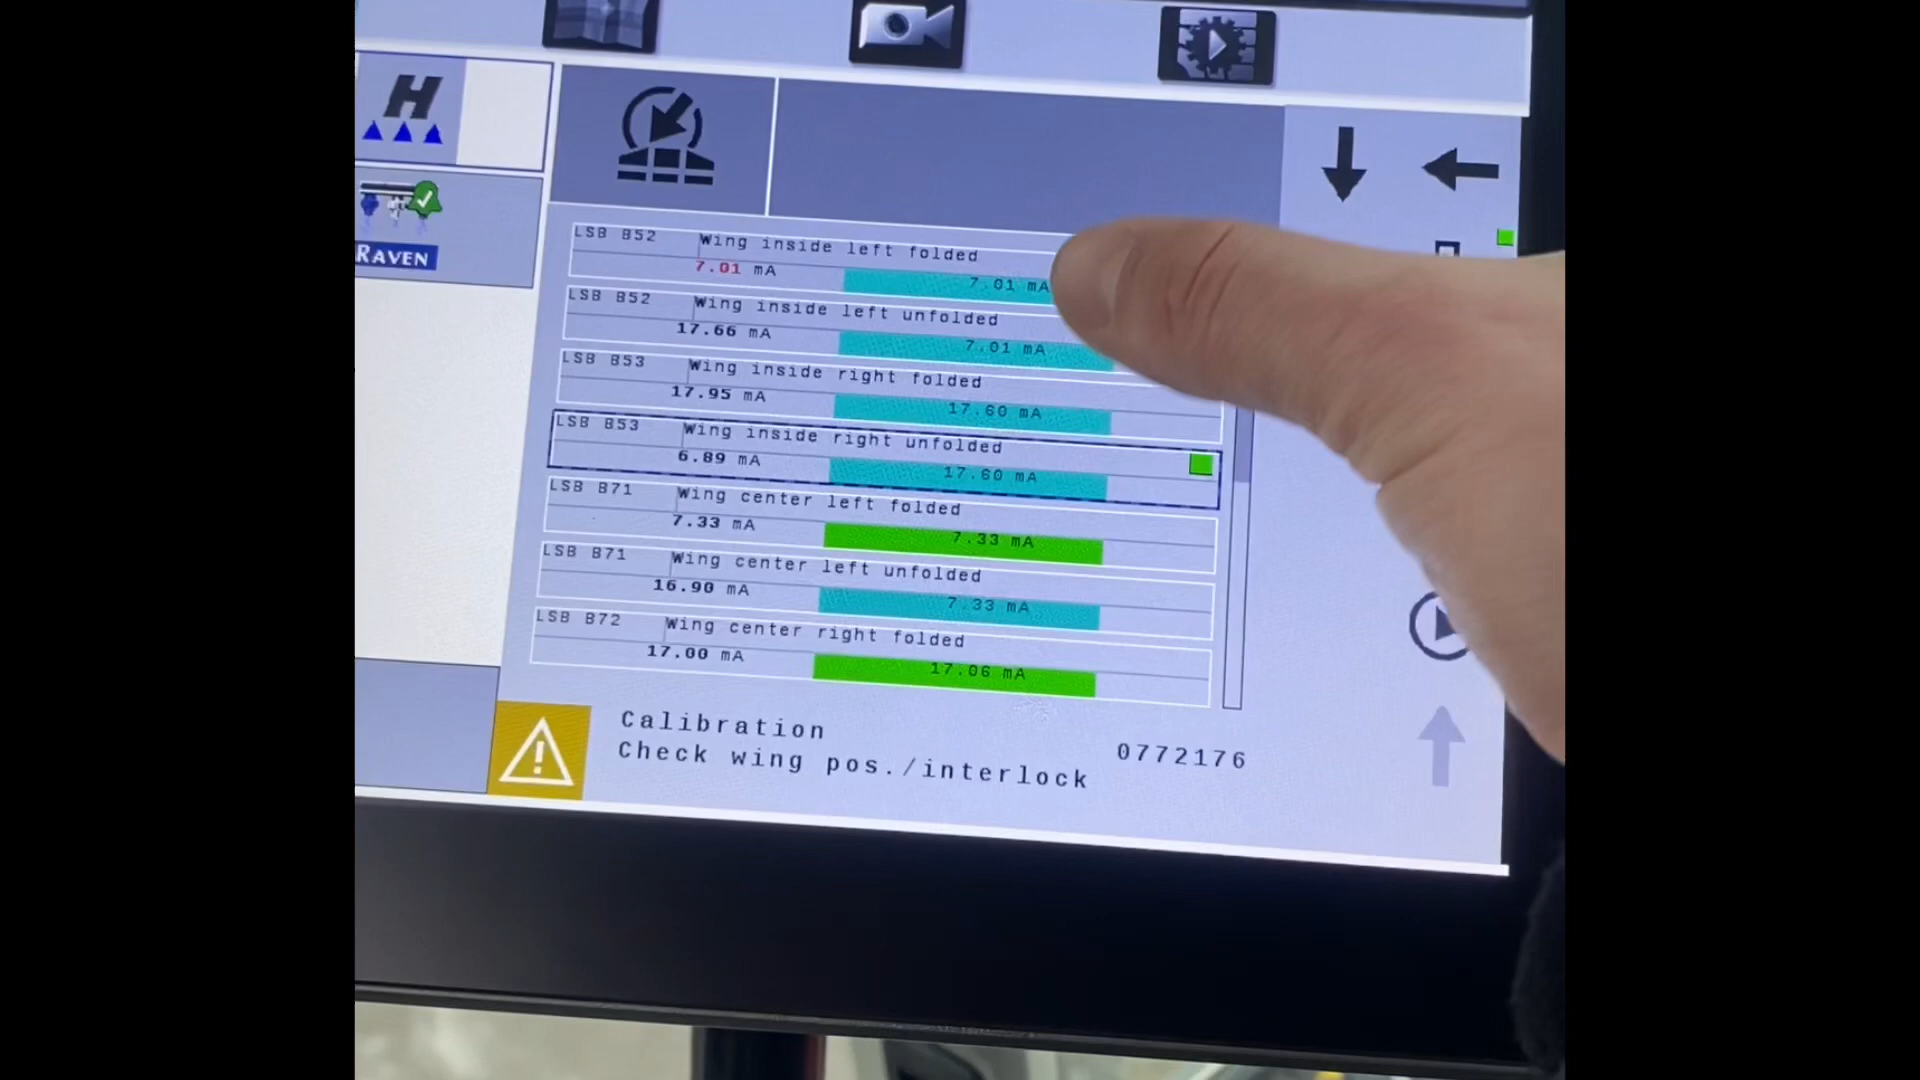 H
RAVEN
LSB B52 Wing inside left folded
7.01 mA 7.01 mA
LSB B52 Wing inside left unfolded
17.66 mA 7.01 mA
LSB B53 Wing inside right folded
17.95 mA 17.60 mA
LSB B53 Wing inside right unfolded
6.89 mA 17.60 mA
LSB B71 Wing center left folded
7.33 mA 7.33 mA
LSB B71 Wing center left unfolded
16.90 mA 7.33 mA
LSB B72 Wing center right folded
17.00 mA 17.06 mA
Calibration
Check wing pos./interlock 0772176